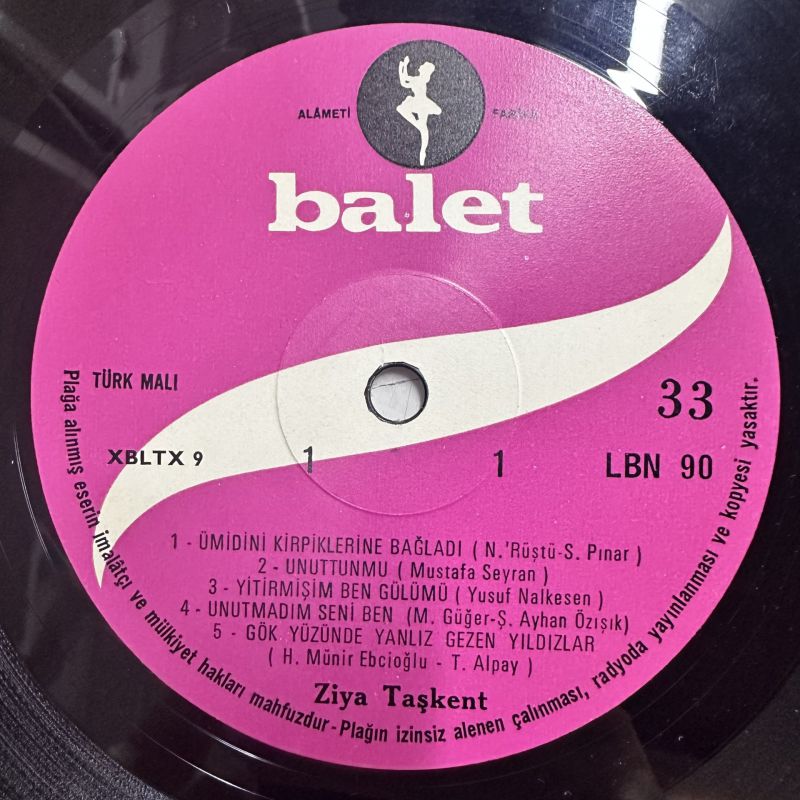 ALÂMETİ FARİKA
balet
TÜRK MALI
33
XBLTX 9
1
1
LBN 90
1 - ÜMİDİNİ KİRPİKLERİNE BAĞLADI ( N.'Rüştü-S. Pınar )
2 - UNUTTUNMU ( Mustafa Seyran )
3 - YİTİRMİŞİM BEN GÜLÜMÜ ( Yusuf Nalkesen )
4 - UNUTMADIM SENİ BEN (M. Güğer-Ş. Ayhan Özışık)
5 - GÖK YÜZÜNDE YANLIZ GEZEN YILDIZLAR
( H. Münir Ebcioğlu - T. Alpay )
Ziya Taşkent
Plağa alınmış eserin imalâtçı ve mülkiyet hakları mahfuzdur - Plağın izinsiz alenen çalınması, radyoda yayınlanması ve kopyesi yasaktır.